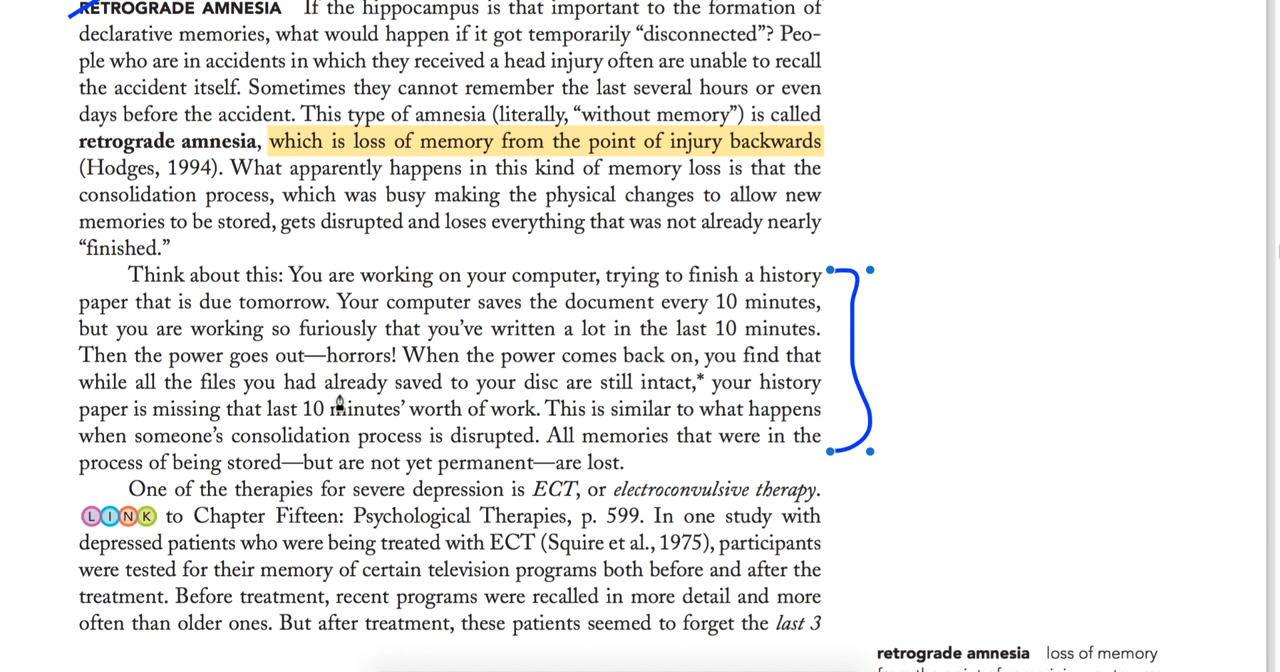 RETROGRADE AMNESIA If the hippocampus is that important to the formation of
declarative memories, what would happen if it got temporarily “disconnected”? Peo-
ple who are in accidents in which they received a head injury often are unable to recall
the accident itself. Sometimes they cannot remember the last several hours or even
days before the accident. This type of amnesia (literally, “without memory”) is called
retrograde amnesia, which is loss of memory from the point of injury backwards
(Hodges, 1994). What apparently happens in this kind of memory loss is that the
consolidation process, which was busy making the physical changes to allow new
memories to be stored, gets disrupted and loses everything that was not already nearly
“finished.”
Think about this: You are working on your computer, trying to finish a history
paper that is due tomorrow. Your computer saves the document every 10 minutes,
but you are working so furiously that you’ve written a lot in the last 10 minutes.
Then the power goes out—horrors! When the power comes back on, you find that
while all the files you had already saved to your disc are still intact,* your history
paper is missing that last 10 minutes’ worth of work. This is similar to what happens
when someone’s consolidation process is disrupted. All memories that were in the
process of being stored—but are not yet permanent—are lost.
One of the therapies for severe depression is ECT, or electroconvulsive therapy.
LINK to Chapter Fifteen: Psychological Therapies, p. 599. In one study with
depressed patients who were being treated with ECT (Squire et al., 1975), participants
were tested for their memory of certain television programs both before and after the
treatment. Before treatment, recent programs were recalled in more detail and more
often than older ones. But after treatment, these patients seemed to forget the last 3
retrograde amnesia loss of memory